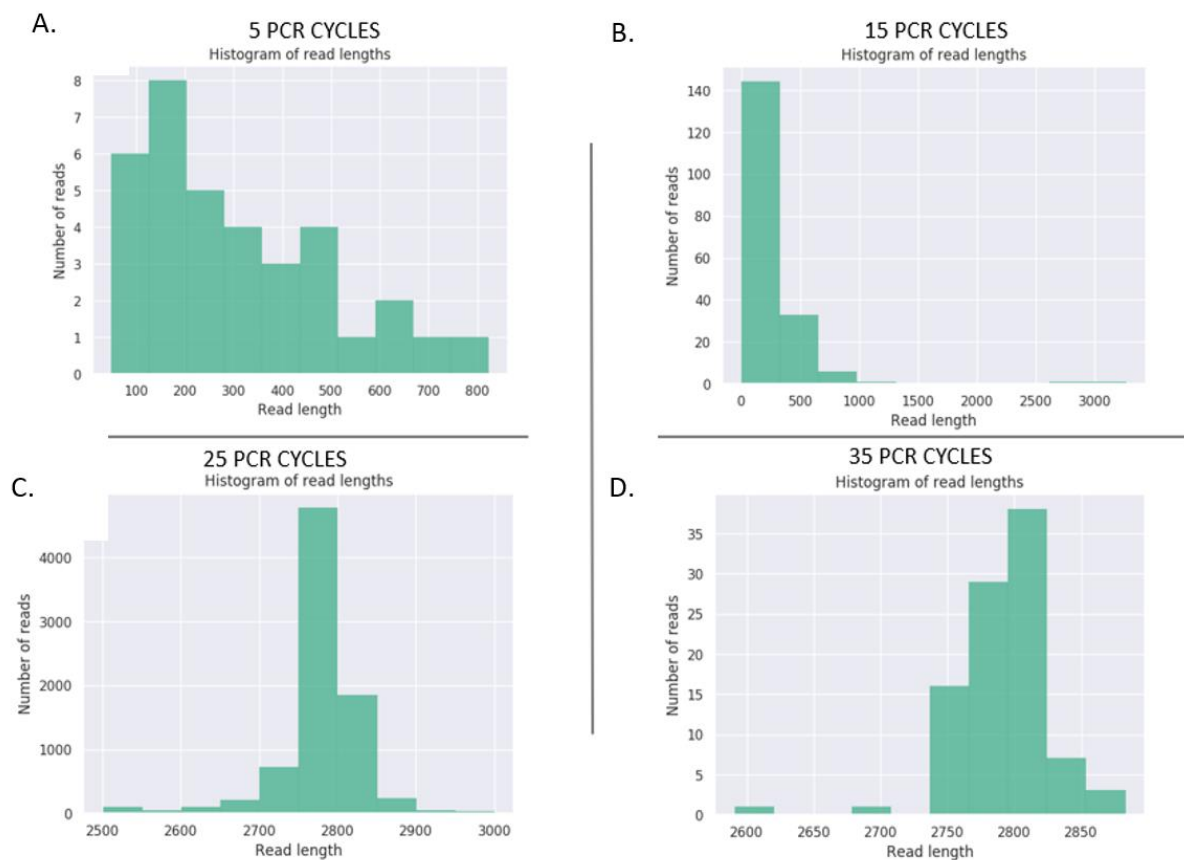 A.
5 PCR CYCLES
Histogram of read lengths
8
7
6
5
4
3
2
1
0
Number of reads
100 200 300 400 500 600 700 800
Read length
B.
15 PCR CYCLES
Histogram of read lengths
140
120
100
80
60
40
20
0
Number of reads
0 500 1000 1500 2000 2500 3000
Read length
C.
25 PCR CYCLES
Histogram of read lengths
4000
3000
2000
1000
0
Number of reads
2500 2600 2700 2800 2900 3000
Read length
D.
35 PCR CYCLES
Histogram of read lengths
35
30
25
20
15
10
5
0
Number of reads
2600 2650 2700 2750 2800 2850
Read length